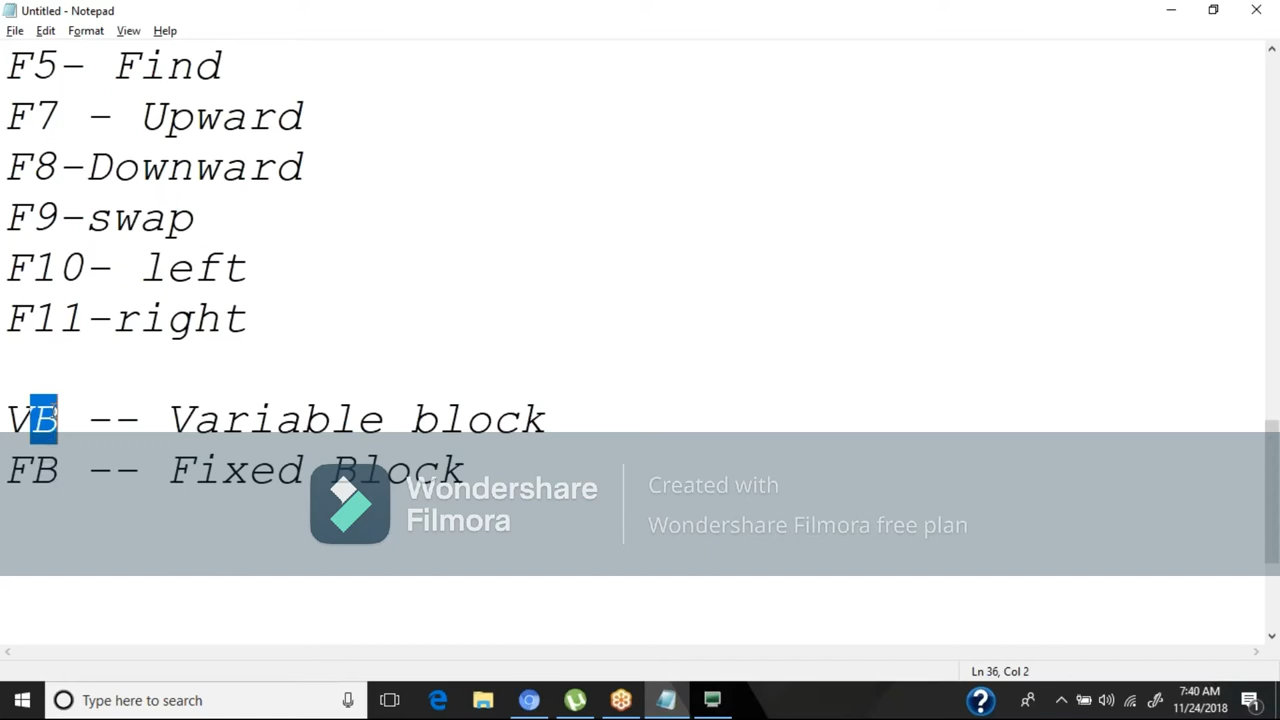 Untitled - Notepad
File Edit Format View Help
F5- Find
F7 - Upward
F8-Downward
F9-swap
F10- left
F11-right
VB -- Variable block
FB -- Fixed Block
Wondershare
Filmora
Created with
Wondershare Filmora free plan
Ln 36, Col 2
Type here to search
7:40 AM
11/24/2018
1